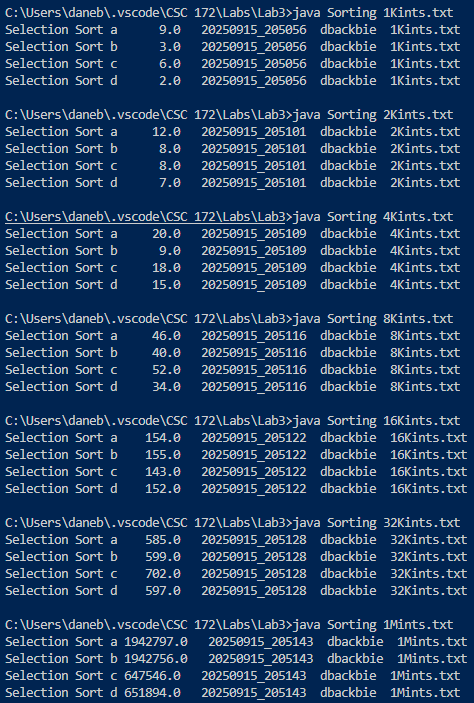 C:\Users\daneb\.vscode\CSC 172\Labs\Lab3>java Sorting 1Kints.txt
Selection Sort a      9.0   20250915_205056  dbackbie  1Kints.txt
Selection Sort b      3.0   20250915_205056  dbackbie  1Kints.txt
Selection Sort c      6.0   20250915_205056  dbackbie  1Kints.txt
Selection Sort d      2.0   20250915_205056  dbackbie  1Kints.txt

C:\Users\daneb\.vscode\CSC 172\Labs\Lab3>java Sorting 2Kints.txt
Selection Sort a     12.0   20250915_205101  dbackbie  2Kints.txt
Selection Sort b      8.0   20250915_205101  dbackbie  2Kints.txt
Selection Sort c      8.0   20250915_205101  dbackbie  2Kints.txt
Selection Sort d      7.0   20250915_205101  dbackbie  2Kints.txt

C:\Users\daneb\.vscode\CSC 172\Labs\Lab3>java Sorting 4Kints.txt
Selection Sort a     20.0   20250915_205109  dbackbie  4Kints.txt
Selection Sort b      9.0   20250915_205109  dbackbie  4Kints.txt
Selection Sort c     18.0   20250915_205109  dbackbie  4Kints.txt
Selection Sort d     15.0   20250915_205109  dbackbie  4Kints.txt

C:\Users\daneb\.vscode\CSC 172\Labs\Lab3>java Sorting 8Kints.txt
Selection Sort a     46.0   20250915_205116  dbackbie  8Kints.txt
Selection Sort b     40.0   20250915_205116  dbackbie  8Kints.txt
Selection Sort c     52.0   20250915_205116  dbackbie  8Kints.txt
Selection Sort d     34.0   20250915_205116  dbackbie  8Kints.txt

C:\Users\daneb\.vscode\CSC 172\Labs\Lab3>java Sorting 16Kints.txt
Selection Sort a    154.0   20250915_205122  dbackbie  16Kints.txt
Selection Sort b    155.0   20250915_205122  dbackbie  16Kints.txt
Selection Sort c    143.0   20250915_205122  dbackbie  16Kints.txt
Selection Sort d    152.0   20250915_205122  dbackbie  16Kints.txt

C:\Users\daneb\.vscode\CSC 172\Labs\Lab3>java Sorting 32Kints.txt
Selection Sort a    585.0   20250915_205128  dbackbie  32Kints.txt
Selection Sort b    599.0   20250915_205128  dbackbie  32Kints.txt
Selection Sort c    702.0   20250915_205128  dbackbie  32Kints.txt
Selection Sort d    597.0   20250915_205128  dbackbie  32Kints.txt

C:\Users\daneb\.vscode\CSC 172\Labs\Lab3>java Sorting 1Mints.txt
Selection Sort a 1942797.0   20250915_205143  dbackbie  1Mints.txt
Selection Sort b 1942756.0   20250915_205143  dbackbie  1Mints.txt
Selection Sort c 647546.0   20250915_205143  dbackbie  1Mints.txt
Selection Sort d 651894.0   20250915_205143  dbackbie  1Mints.txt